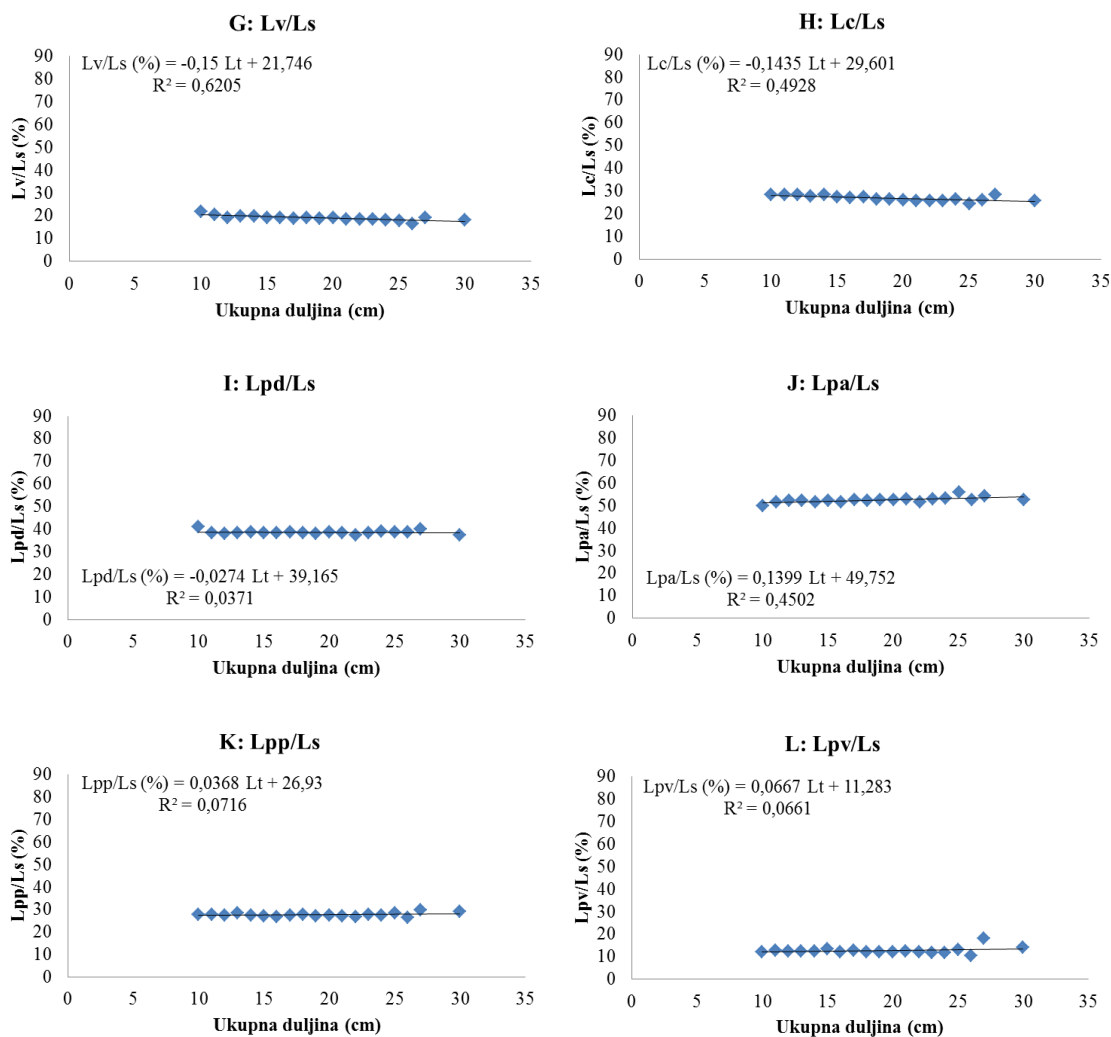 G: Lv/Ls
Lv/Ls (%) = -0,15 Lt + 21,746
R² = 0,6205
Lv/Ls (%)
90
80
70
60
50
40
30
20
10
0
0 5 10 15 20 25 30 35
Ukupna duljina (cm)
H: Lc/Ls
Lc/Ls (%) = -0,1435 Lt + 29,601
R² = 0,4928
Lc/Ls (%)
90
80
70
60
50
40
30
20
10
0
0 5 10 15 20 25 30 35
Ukupna duljina (cm)
I: Lpd/Ls
Lpd/Ls (%)
90
80
70
60
50
40
30
20
10
0
Lpd/Ls (%) = -0,0274 Lt + 39,165
R² = 0,0371
0 5 10 15 20 25 30 35
Ukupna duljina (cm)
J: Lpa/Ls
Lpa/Ls (%)
90
80
70
60
50
40
30
20
10
0
Lpa/Ls (%) = 0,1399 Lt + 49,752
R² = 0,4502
0 5 10 15 20 25 30 35
Ukupna duljina (cm)
K: Lpp/Ls
Lpp/Ls (%) = 0,0368 Lt + 26,93
R² = 0,0716
Lpp/Ls (%)
90
80
70
60
50
40
30
20
10
0
0 5 10 15 20 25 30 35
Ukupna duljina (cm)
L: Lpv/Ls
Lpv/Ls (%) = 0,0667 Lt + 11,283
R² = 0,0661
Lpv/Ls (%)
90
80
70
60
50
40
30
20
10
0
0 5 10 15 20 25 30 35
Ukupna duljina (cm)